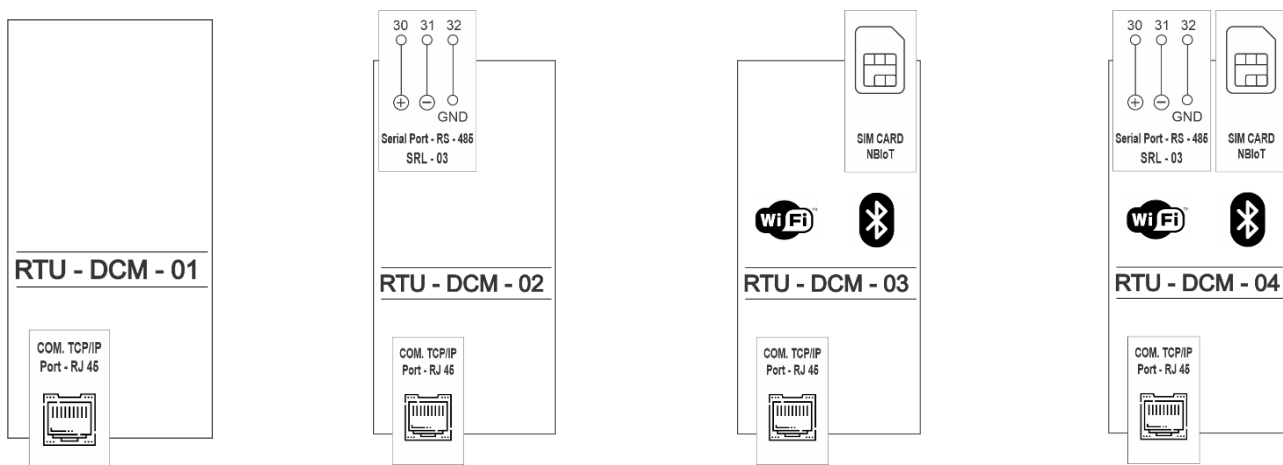 RTU - DCM - 01
COM. TCP/IP
Port - RJ 45
30 31 32
GND
Serial Port - RS - 485
SRL - 03
RTU - DCM - 02
COM. TCP/IP
Port - RJ 45
SIM CARD
NBIoT
WiFi™
RTU - DCM - 03
COM. TCP/IP
Port - RJ 45
30 31 32
GND
Serial Port - RS - 485
SRL - 03
SIM CARD
NBIoT
WiFi™
RTU - DCM - 04
COM. TCP/IP
Port - RJ 45